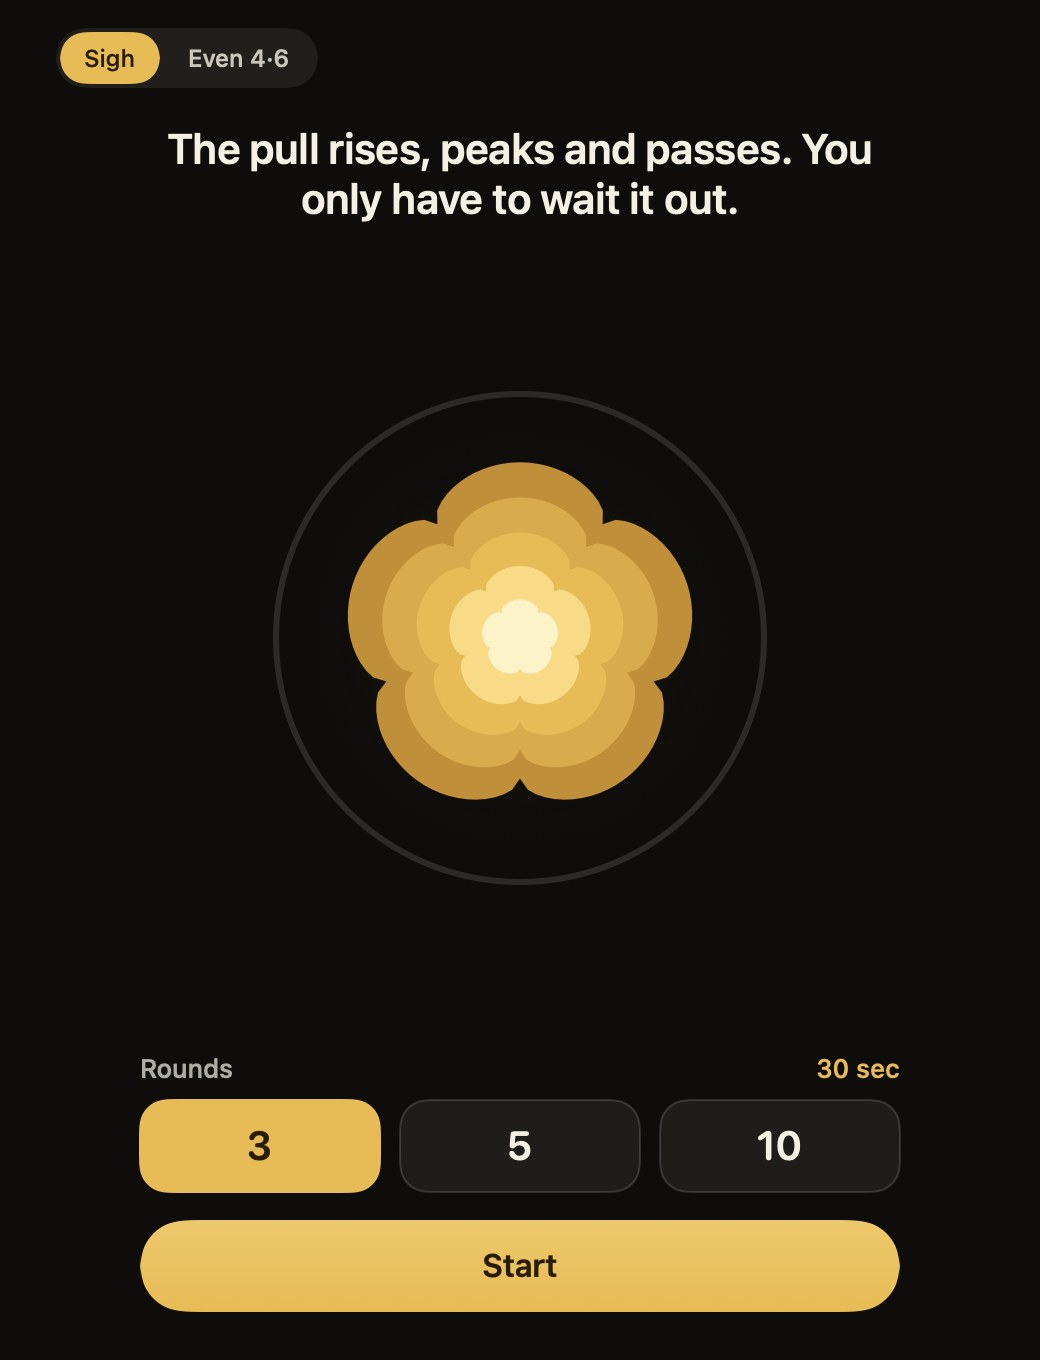 Sigh
Even 4·6
The pull rises, peaks and passes. You
only have to wait it out.
Rounds
30 sec
3
5
10
Start